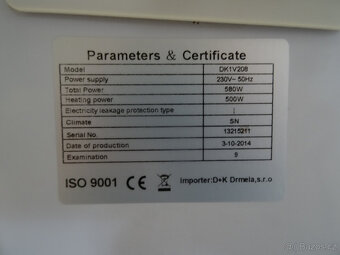 Parameters & Certificate
Model DK1V208
Power supply 230V~ 50Hz
Total Power 580W
Heating power 500W
Electricity leakage protection type I
Climate SN
Serial No. 13215211
Date of production 3-10-2014
Examination 9
ISO 9001 CE Importer:D+K Drmela,s.r.o